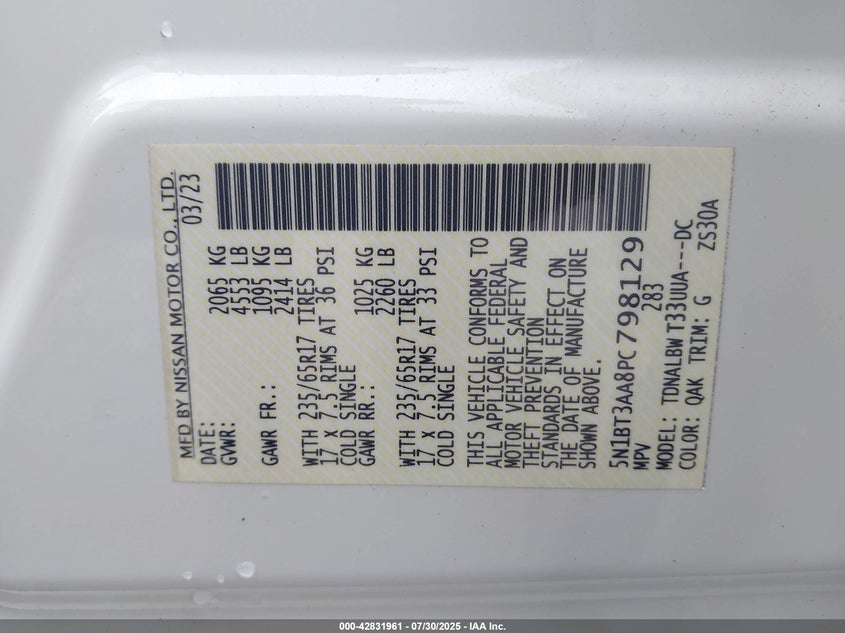 MFD BY NISSAN MOTOR CO., LTD.
DATE: 03/23
GVWR: 2065 KG
4553 LB
GAWR FR.: 1095 KG
2414 LB
WITH 235/65R17 TIRES
17 x 7.5 RIMS AT 36 PSI
COLD SINGLE
GAWR RR.: 1025 KG
2260 LB
WITH 235/65R17 TIRES
17 x 7.5 RIMS AT 33 PSI
COLD SINGLE
THIS VEHICLE CONFORMS TO
ALL APPLICABLE FEDERAL
MOTOR VEHICLE SAFETY AND
THEFT PREVENTION
STANDARDS IN EFFECT ON
THE DATE OF MANUFACTURE
SHOWN ABOVE.
5N1BT3AA8PC798129
MPV 283
MODEL: TDNALBW T33UUA---DC
COLOR: QAK TRIM: G ZS30A
000-42831961 - 07/30/2025 - IAA Inc.